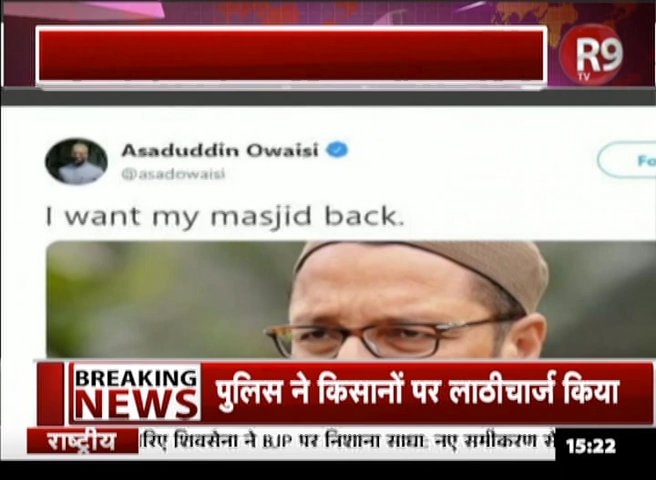 R9
TV
Asaduddin Owaisi
@asadowaisi
Fo
I want my masjid back.
BREAKING
NEWS
पुलिस ने किसानों पर लाठीचार्ज किया
राष्ट्रीय
रिए शिवसेना ने BJP पर निशाना साधा: नए समीकरण से
15:22